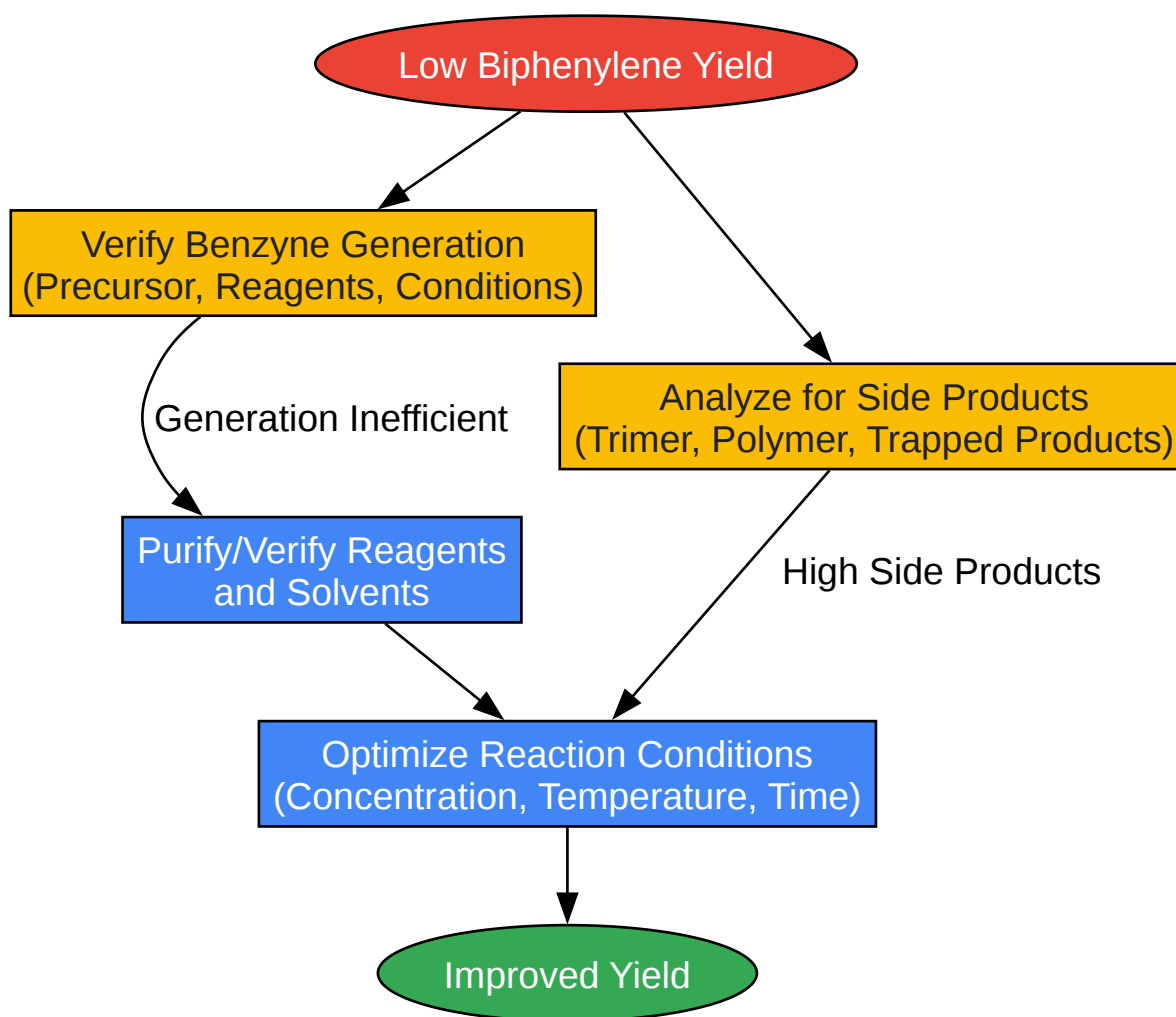 Low Biphenylene Yield
Verify Benzyne Generation
(Precursor, Reagents, Conditions)
Analyze for Side Products
(Trimer, Polymer, Trapped Products)
Generation Inefficient
Purify/Verify Reagents
and Solvents
High Side Products
Optimize Reaction Conditions
(Concentration, Temperature, Time)
Improved Yield